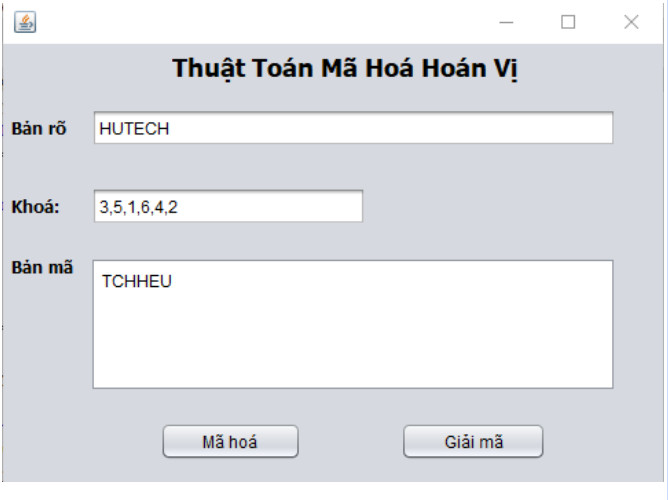 Thuật Toán Mã Hoá Hoán Vị
Bản rõ
HUTECH
Khoá:
3,5,1,6,4,2
Bản mã
TCHHEU
Mã hoá
Giải mã